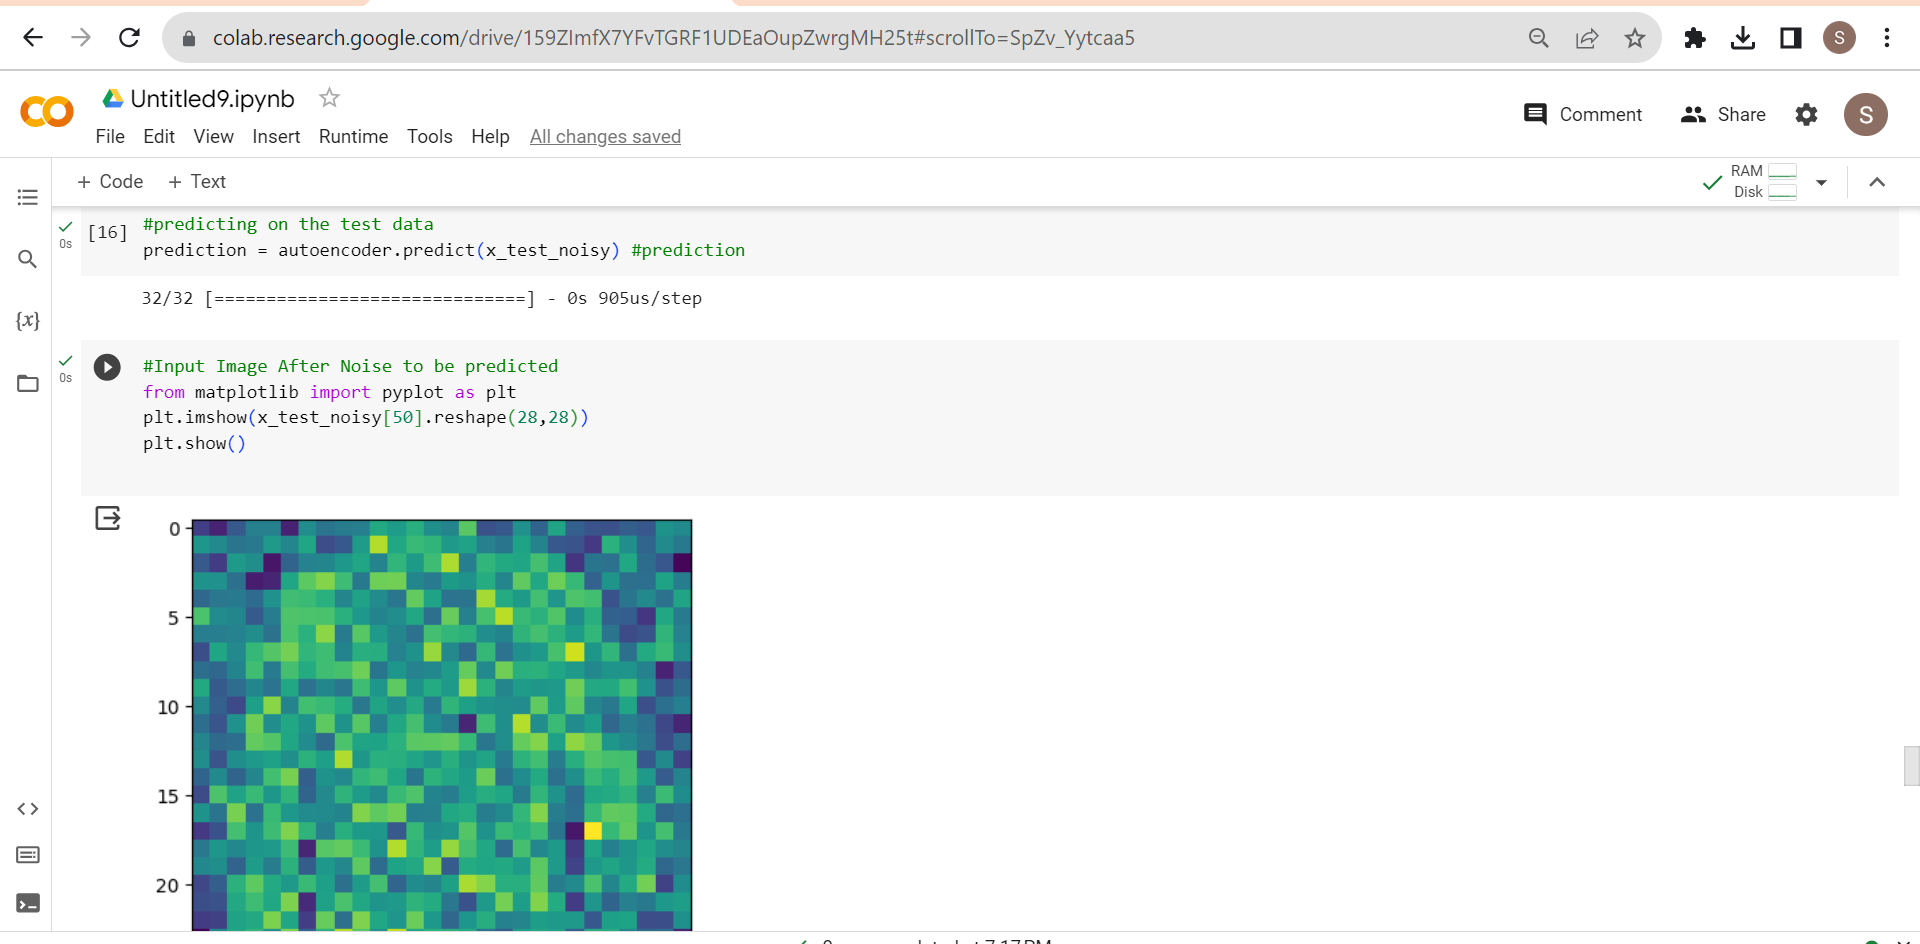 colab.research.google.com/drive/159ZImfX7YFvTGRF1UDEaOupZwrgMH25t#scrollTo=SpZv_Yytcaa5
S
Untitled9.ipynb
Comment
Share
S
File Edit View Insert Runtime Tools Help All changes saved
+ Code + Text
RAM
Disk
[16]
0s
#predicting on the test data
prediction = autoencoder.predict(x_test_noisy) #prediction
32/32 [==============================] - 0s 905us/step
0s
#Input Image After Noise to be predicted
from matplotlib import pyplot as plt
plt.imshow(x_test_noisy[50].reshape(28,28))
plt.show()
{x}
0
5
10
15
20